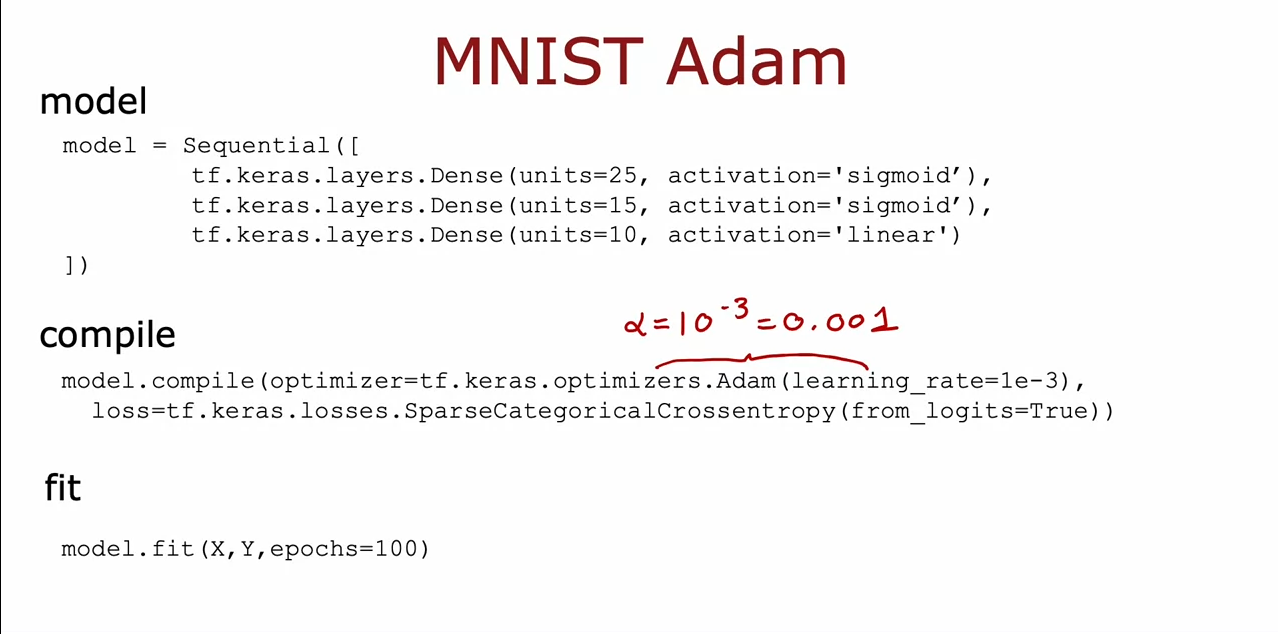 MNIST Adam
model
model = Sequential([
tf.keras.layers.Dense(units=25, activation='sigmoid’),
tf.keras.layers.Dense(units=15, activation='sigmoid’),
tf.keras.layers.Dense(units=10, activation='linear')
])
α=10⁻³=0.001
compile
model.compile(optimizer=tf.keras.optimizers.Adam(learning_rate=1e-3),
loss=tf.keras.losses.SparseCategoricalCrossentropy(from_logits=True))
fit
model.fit(X,Y,epochs=100)